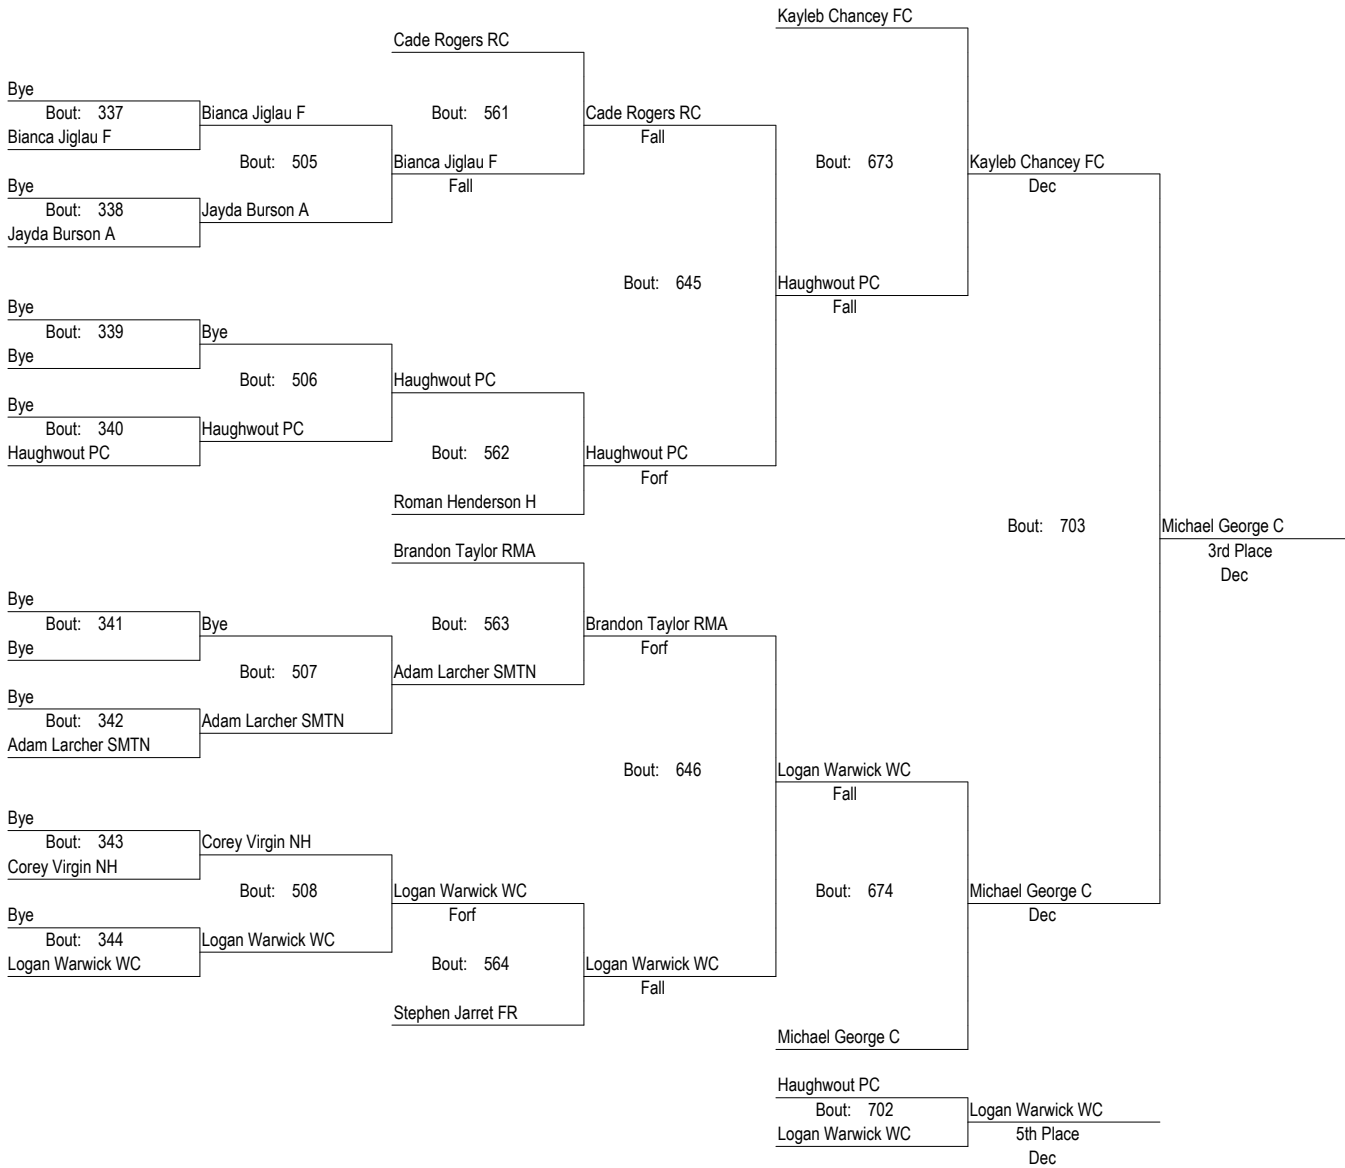 Kayleb Chancey FC
Cade Rogers RC
Bye
Bout: 337
Bianca Jiglau F
Bout: 561
Cade Rogers RC
Bianca Jiglau F
Fall
Bout: 505
Bianca Jiglau F
Bout: 673
Kayleb Chancey FC
Bye
Fall
Dec
Bout: 338
Jayda Burson A
Jayda Burson A
Bout: 645
Haughwout PC
Bye
Fall
Bout: 339
Bye
Bye
Bout: 506
Haughwout PC
Bye
Bout: 340
Haughwout PC
Haughwout PC
Bout: 562
Haughwout PC
Forf
Roman Henderson H
Bout: 703
Michael George C
Brandon Taylor RMA
3rd Place
Dec
Bye
Bout: 341
Bye
Bout: 563
Brandon Taylor RMA
Bye
Forf
Bout: 507
Adam Larcher SMTN
Bye
Bout: 342
Adam Larcher SMTN
Adam Larcher SMTN
Bout: 646
Logan Warwick WC
Fall
Bye
Bout: 343
Corey Virgin NH
Corey Virgin NH
Bout: 508
Logan Warwick WC
Bout: 674
Michael George C
Bye
Forf
Dec
Bout: 344
Logan Warwick WC
Logan Warwick WC
Bout: 564
Logan Warwick WC
Fall
Stephen Jarret FR
Michael George C
Haughwout PC
Bout: 702
Logan Warwick WC
Logan Warwick WC
5th Place
Dec